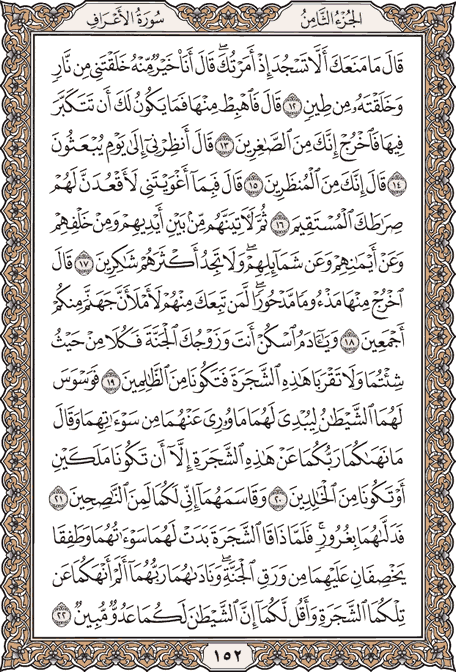 سُورَةُ الأَعْرَافِ
الجُزْءُ الثَّامِنُ
قَالَ مَا مَنَعَكَ أَلَّا تَسْجُدَ إِذْ أَمَرْتُكَ ۖ قَالَ أَنَا۠ خَيْرٌ مِّنْهُ خَلَقْتَنِى مِن نَّارٍ
وَخَلَقْتَهُۥ مِن طِينٍ ١٢ قَالَ فَٱهْبِطْ مِنْهَا فَمَا يَكُونُ لَكَ أَن تَتَكَبَّرَ
فِيهَا فَٱخْرُجْ إِنَّكَ مِنَ ٱلصَّٰغِرِينَ ١٣ قَالَ أَنظِرْنِىٓ إِلَىٰ يَوْمِ يُبْعَثُونَ
١٤ قَالَ إِنَّكَ مِنَ ٱلْمُنظَرِينَ ١٥ قَالَ فَبِمَآ أَغْوَيْتَنِى لَأَقْعُدَنَّ لَهُمْ
صِرَٰطَكَ ٱلْمُسْتَقِيمَ ١٦ ثُمَّ لَأَتِيَنَّهُم مِّنۢ بَيْنِ أَيْدِيهِمْ وَمِنْ خَلْفِهِمْ
وَعَنْ أَيْمَٰنِهِمْ وَعَن شَمَآئِلِهِمْ ۖ وَلَا تَجِدُ أَكْثَرَهُمْ شَٰكِرِينَ ١٧ قَالَ
ٱخْرُجْ مِنْهَا مَذْءُومًا مَّدْحُورًا ۖ لَّمَن تَبِعَكَ مِنْهُمْ لَأَمْلَأَنَّ جَهَنَّمَ مِنكُمْ
أَجْمَعِينَ ١٨ وَيَٰٓـَٔادَمُ ٱسْكُنْ أَنتَ وَزَوْجُكَ ٱلْجَنَّةَ فَكُلَا مِنْ حَيْثُ
شِئْتُمَا وَلَا تَقْرَبَا هَٰذِهِ ٱلشَّجَرَةَ فَتَكُونَا مِنَ ٱلظَّٰلِمِينَ ١٩ فَوَسْوَسَ
لَهُمَا ٱلشَّيْطَٰنُ لِيُبْدِىَ لَهُمَا مَا وُۥرِىَ عَنْهُمَا مِن سَوْءَٰتِهِمَا وَقَالَ
مَا نَهَىٰكُمَا رَبُّكُمَا عَنْ هَٰذِهِ ٱلشَّجَرَةِ إِلَّآ أَن تَكُونَا مَلَكَيْنِ
أَوْ تَكُونَا مِنَ ٱلْخَٰلِدِينَ ٢٠ وَقَاسَمَهُمَآ إِنِّى لَكُمَا لَمِنَ ٱلنَّٰصِحِينَ ٢١
فَدَلَّىٰهُمَا بِغُرُورٍ ۚ فَلَمَّا ذَاقَا ٱلشَّجَرَةَ بَدَتْ لَهُمَا سَوْءَٰتُهُمَا وَطَفِقَا
يَخْصِفَانِ عَلَيْهِمَا مِن وَرَقِ ٱلْجَنَّةِ ۖ وَنَادَىٰهُمَا رَبُّهُمَآ أَلَمْ أَنْهَكُمَا عَن
تِلْكُمَا ٱلشَّجَرَةِ وَأَقُل لَّكُمَآ إِنَّ ٱلشَّيْطَٰنَ لَكُمَا عَدُوٌّ مُّبِينٌ ٢٢
١٥٢